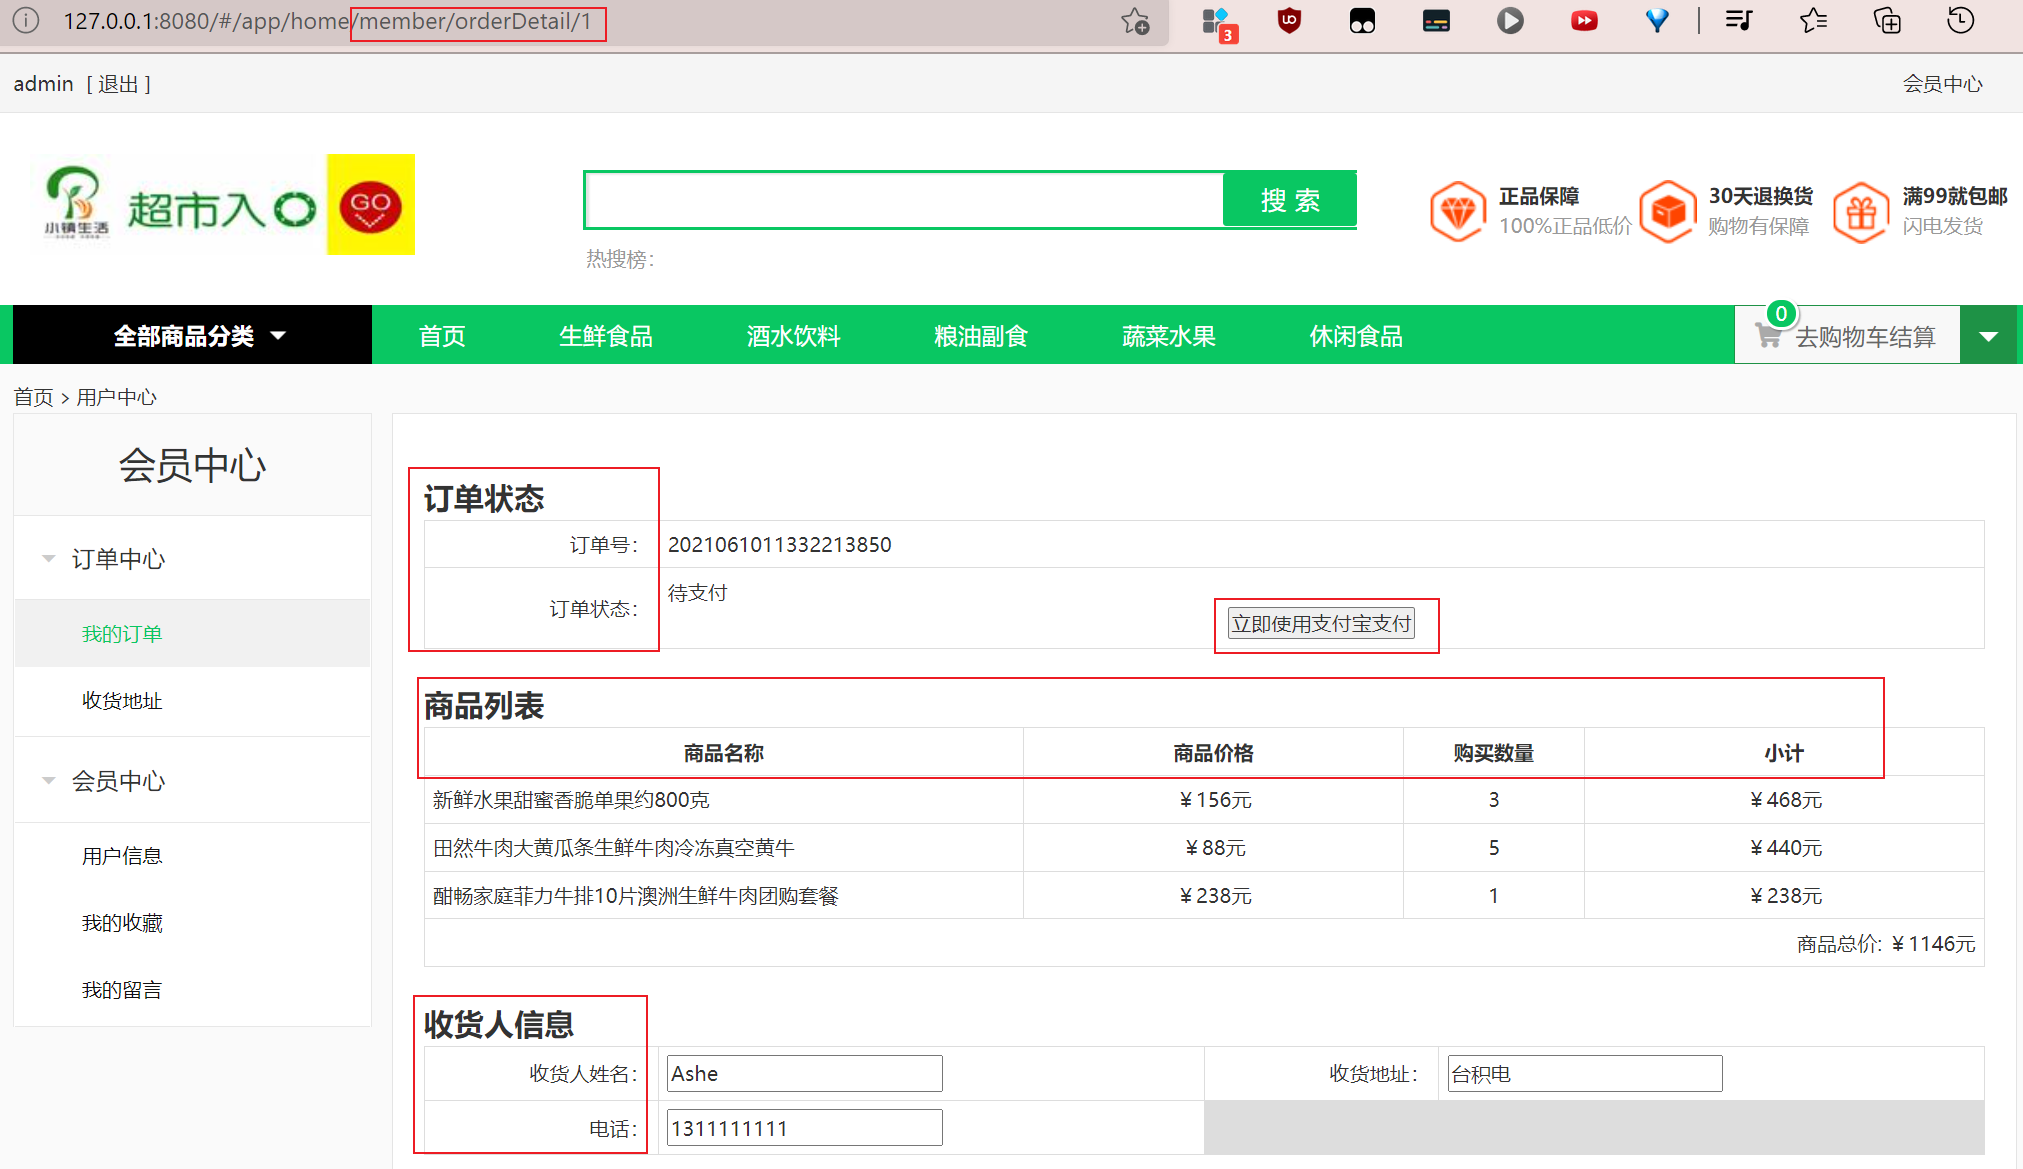 127.0.0.1:8080/#/app/home/member/orderDetail/1
3
admin [ 退出 ]
会员中心
小镇生活
超市入口
GO
搜 索
热搜榜：
正品保障
100%正品低价
30天退换货
购物有保障
满99就包邮
闪电发货
全部商品分类
首页
生鲜食品
酒水饮料
粮油副食
蔬菜水果
休闲食品
0
去购物车结算
首页 > 用户中心
会员中心
订单中心
我的订单
收货地址
会员中心
用户信息
我的收藏
我的留言
订单状态
订单号： 2021061011332213850
订单状态： 待支付
立即使用支付宝支付
商品列表
商品名称 商品价格 购买数量 小计
新鲜水果甜蜜香脆单果约800克 ￥156元 3 ￥468元
田然牛肉大黄瓜条生鲜牛肉冷冻真空黄牛 ￥88元 5 ￥440元
酣畅家庭菲力牛排10片澳洲生鲜牛肉团购套餐 ￥238元 1 ￥238元
商品总价: ￥1146元
收货人信息
收货人姓名： Ashe 收货地址： 台积电
电话： 1311111111